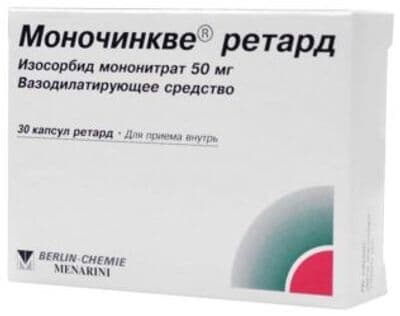 Моночинкве® ретард
Изосорбид мононитрат 50 мг
Вазодилатирующее средство
30 капсул ретард • Для приема внутрь
BERLIN-CHEMIE
MENARINI